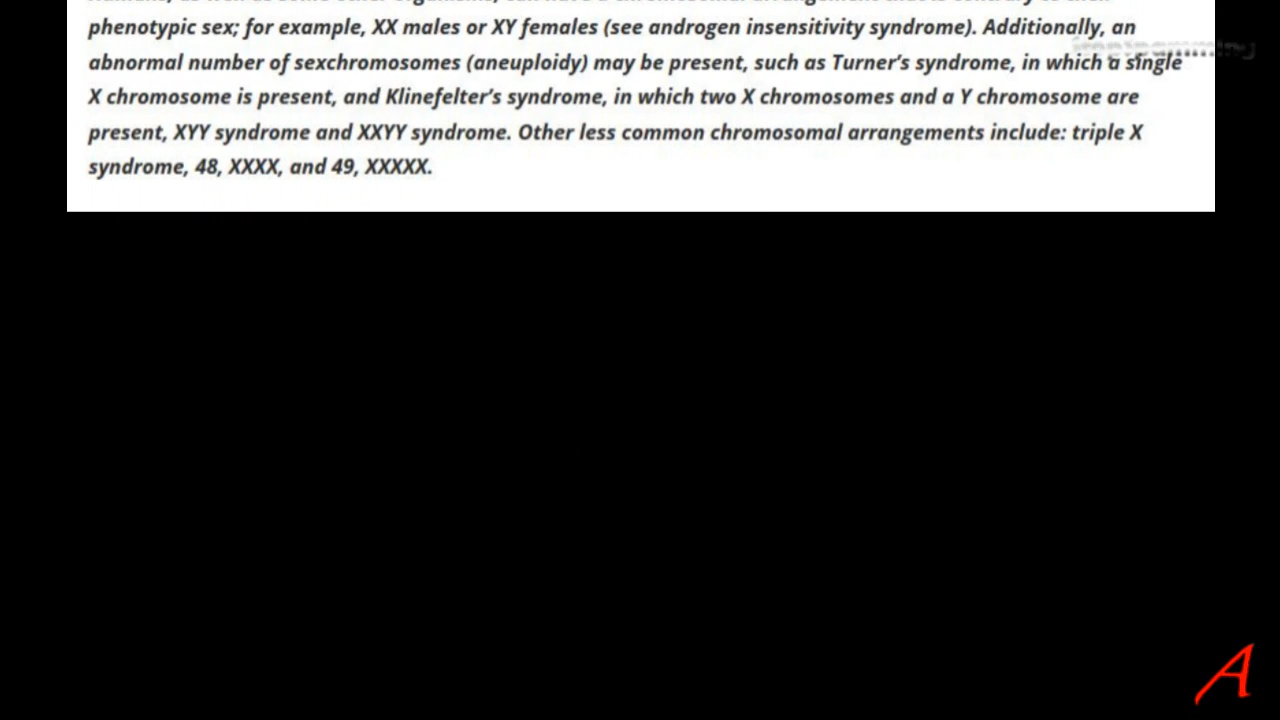 phenotypic sex; for example, XX males or XY females (see androgen insensitivity syndrome). Additionally, an
abnormal number of sexchromosomes (aneuploidy) may be present, such as Turner's syndrome, in which a single
X chromosome is present, and Klinefelter's syndrome, in which two X chromosomes and a Y chromosome are
present, XYY syndrome and XXYY syndrome. Other less common chromosomal arrangements include: triple X
syndrome, 48, XXXX, and 49, XXXXX.
A